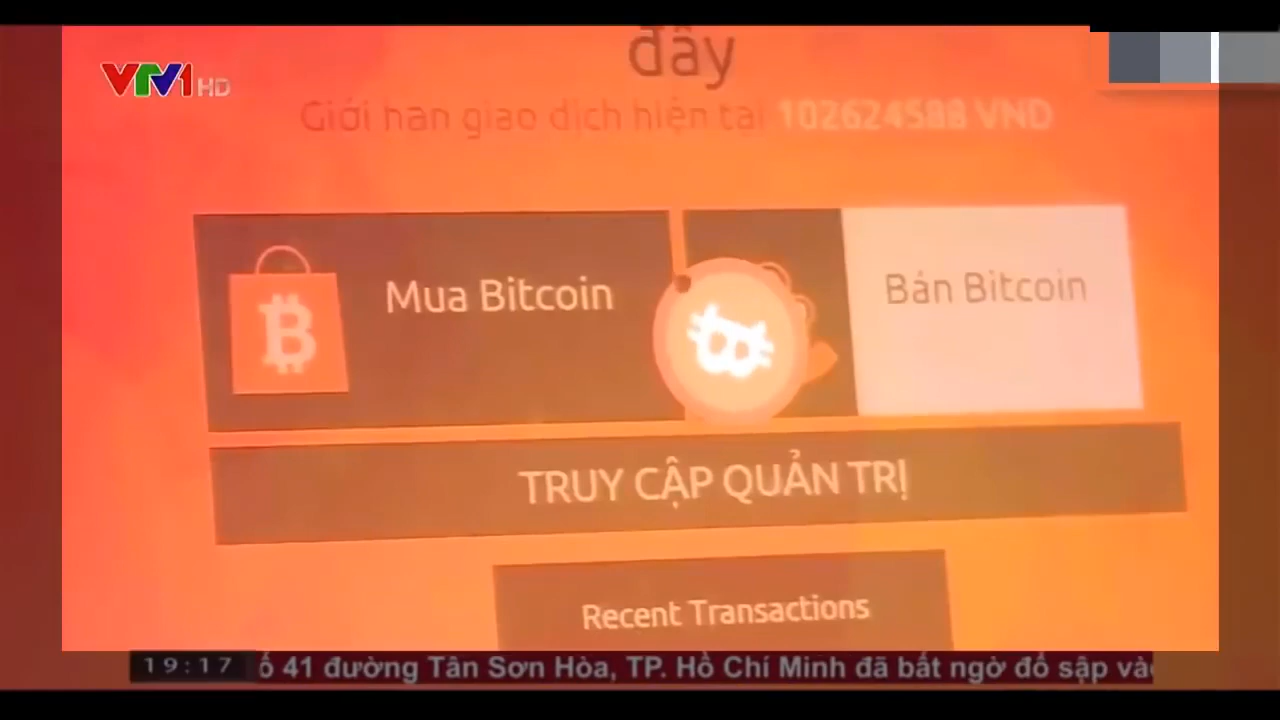 đây
VTV1 HD
Giới hạn giao dịch hiện tại 102624588 VND
Mua Bitcoin
Bán Bitcoin
TRUY CẬP QUẢN TRỊ
Recent Transactions
19:17
ố 41 đường Tân Sơn Hòa, TP. Hồ Chí Minh đã bất ngờ đổ sập và